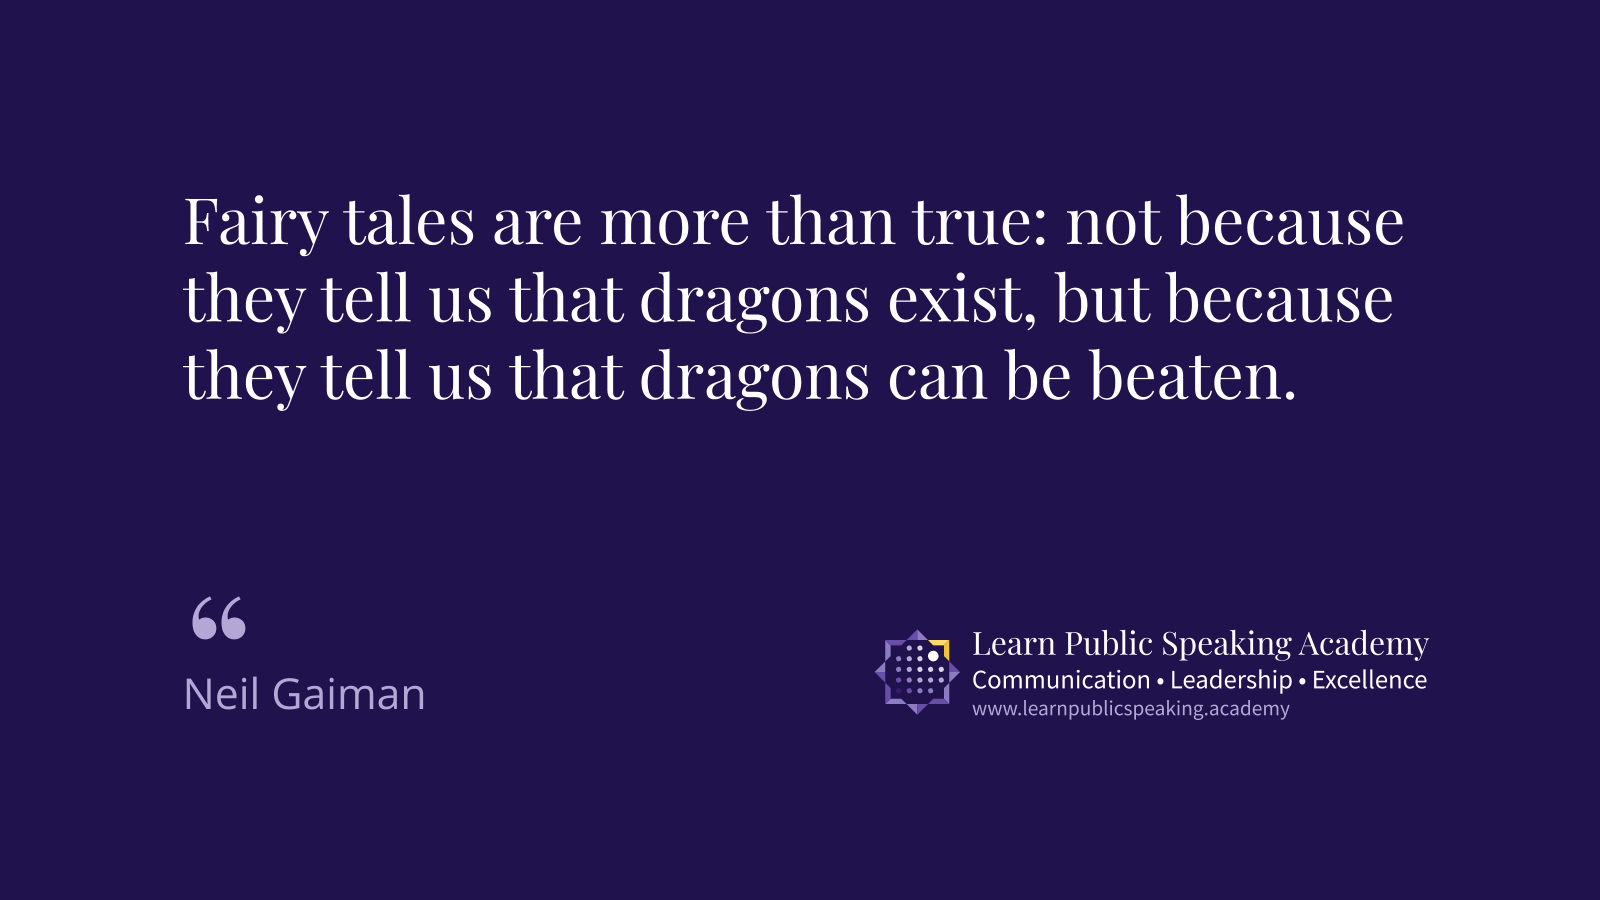 Fairy tales are more than true: not because
they tell us that dragons exist, but because
they tell us that dragons can be beaten.
“
Neil Gaiman
Learn Public Speaking Academy
Communication • Leadership • Excellence
www.learnpublicspeaking.academy